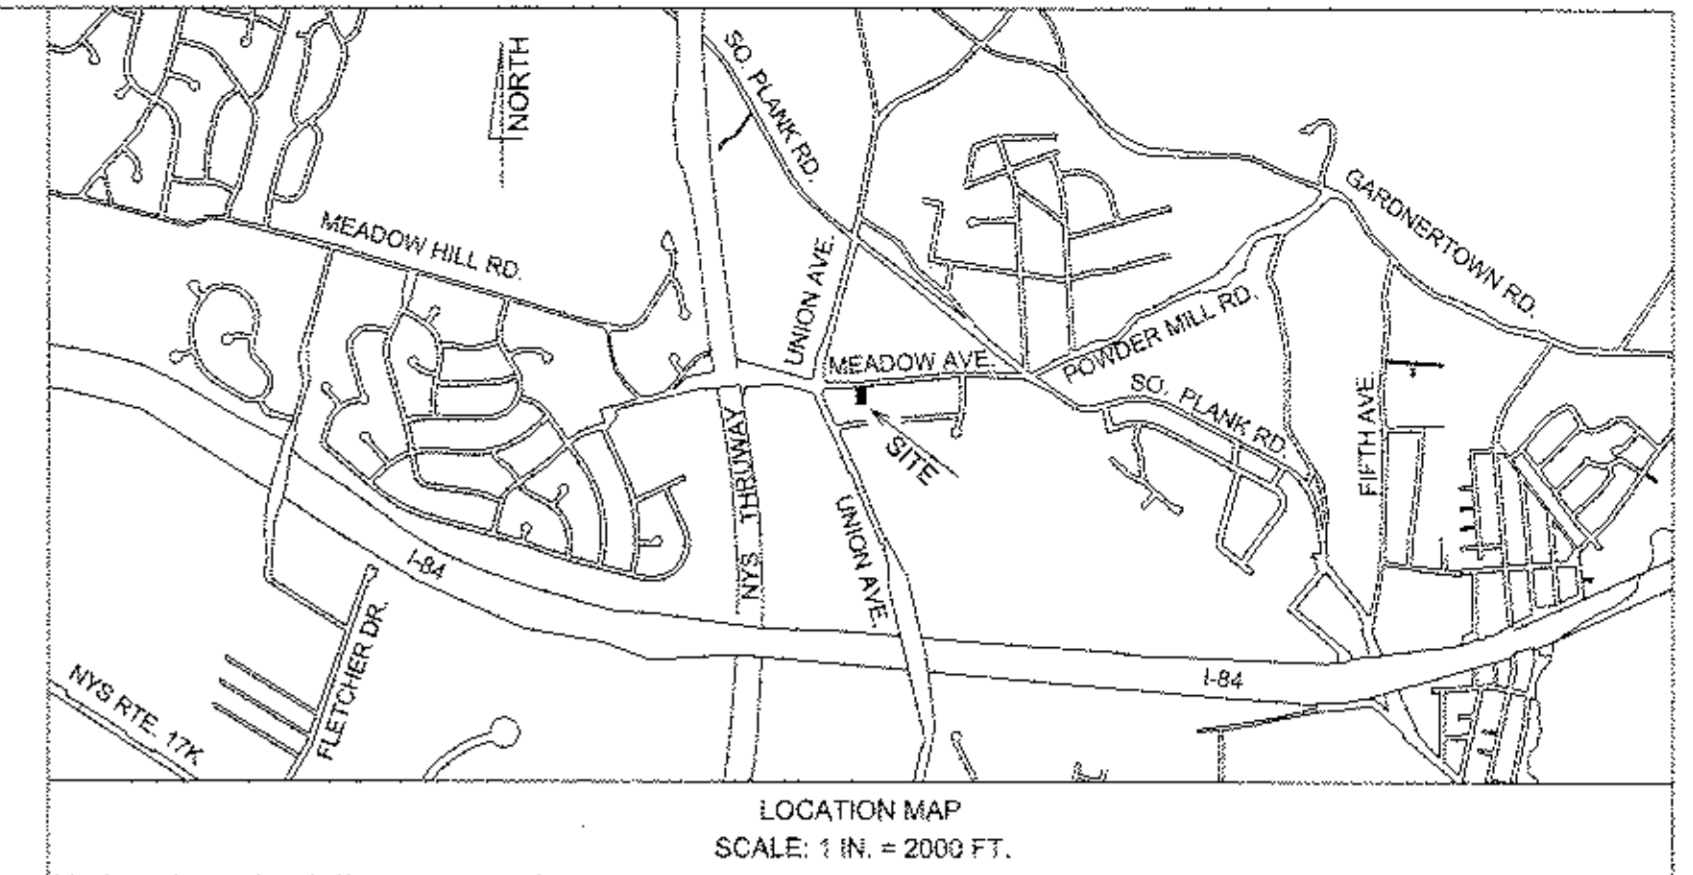 NORTH
SO. PLANK RD.
MEADOW HILL RD.
UNION AVE.
GARDNERTOWN RD.
MEADOW AVE.
POWDER MILL RD.
SO. PLANK RD.
SITE
FIFTH AVE.
NYS THRUWAY
UNION AVE.
I-84
FLETCHER DR.
NYS RTE. 17K
I-84
LOCATION MAP
SCALE: 1 IN. = 2000 FT.